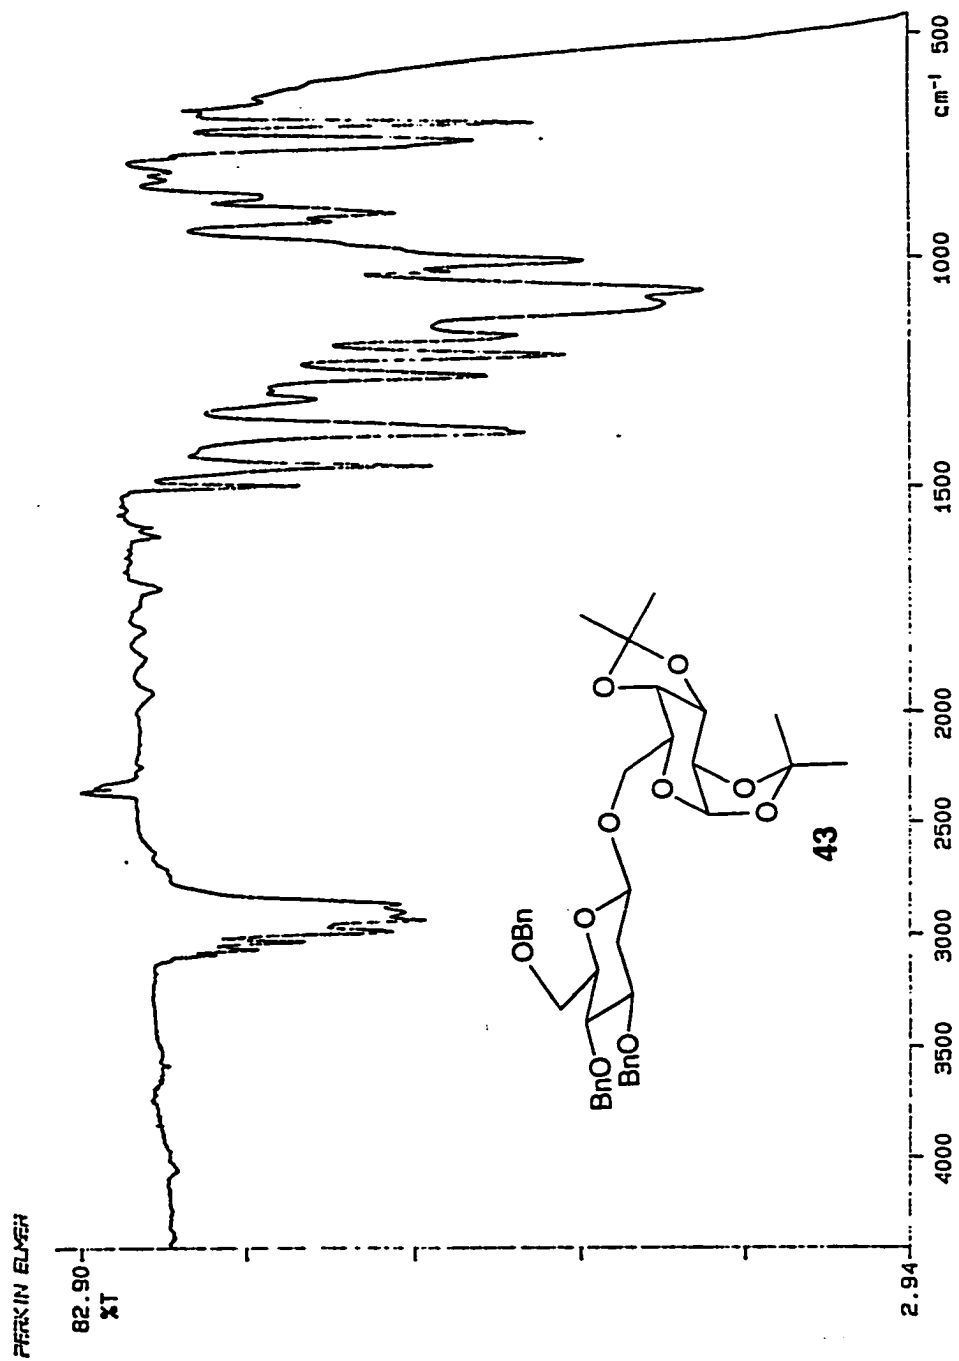 PERKIN ELMER
82.90
%T
2.94
4000
3500
3000
2500
2000
1500
1000
cm⁻¹ 500
OBn
O
BnO
BnO
O
O
O
O
O
O
43